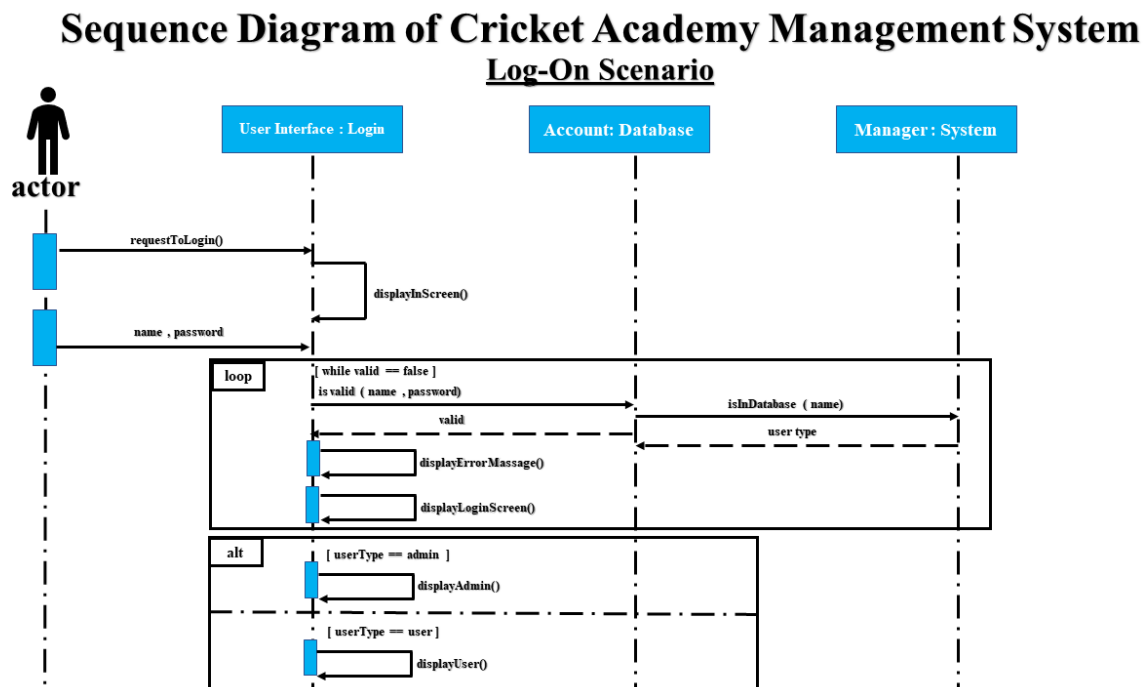 Sequence Diagram of Cricket Academy Management System
Log-On Scenario
actor
User Interface : Login
Account: Database
Manager : System
requestToLogin()
displayInScreen()
name , password
loop
[ while valid == false ]
is valid ( name , password)
isInDatabase ( name)
valid
user type
displayErrorMassage()
displayLoginScreen()
alt
[ userType == admin ]
displayAdmin()
[ userType == user ]
displayUser()